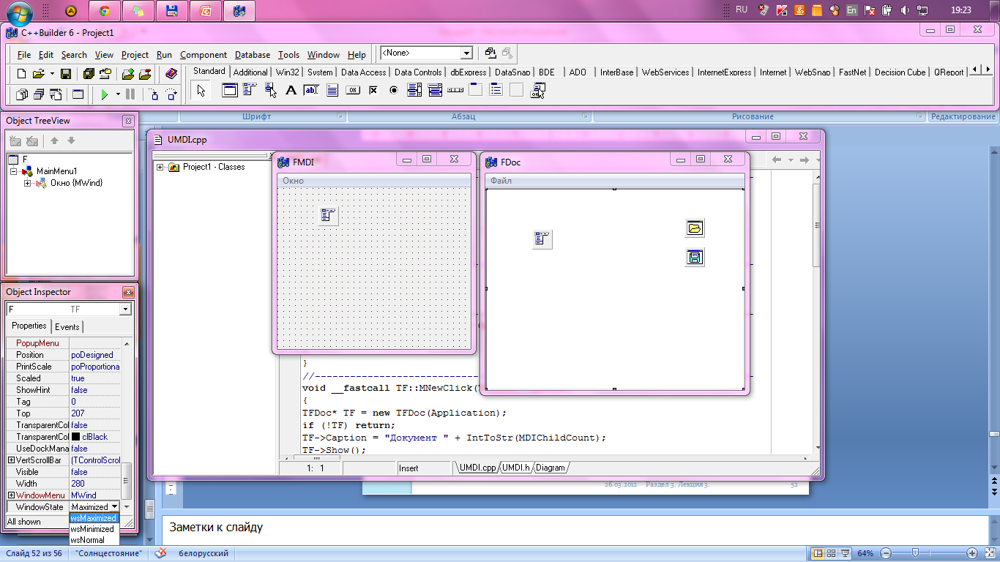 RU
En
19:23
C++Builder 6 - Project1
File Edit Search View Project Run Component Database Tools Window Help
<None>
Standard Additional Win32 System Data Access Data Controls dbExpress DataSnap BDE ADO InterBase WebServices InternetExpress Internet WebSnap FastNet Decision Cube QReport
Шрифт Абзац Рисование Редактирование
Object TreeView
F
MainMenu1
Окно {MWind}
UMDI.cpp
Project1 - Classes
FMDI
Окно
FDoc
Файл
Object Inspector
F TF
Properties Events
PopupMenu
Position poDesigned
PrintScale poProportiona
Scaled true
ShowHint false
Tag 0
Top 207
TransparentCol false
TransparentCol clBlack
UseDockMana false
VertScrollBar (TControlScrol
Visible false
Width 280
WindowMenu MWind
WindowState :Maximized
wsMaximized
wsMinimized
wsNormal
All shown
}
//------------------------------------------------------
void __fastcall TF::MNewClick(
{
TFDoc* TF = new TFDoc(Application);
if (!TF) return;
TF->Caption = "Документ " + IntToStr(MDIChildCount);
TF->Show();
1: 1 Insert UMDI.cpp UMDI.h Diagram
26.03.2012 Раздел 3. Лекция 3. 52
Заметки к слайду
Слайд 52 из 56 "Солнцестояние" белорусский 64%